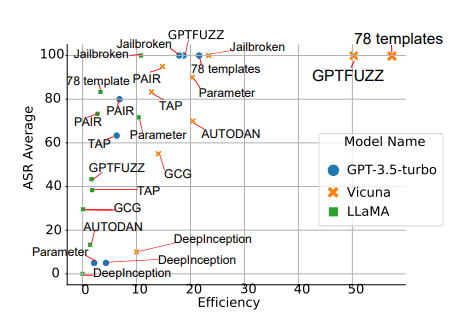 GPTFUZZ
78 templates
Jailbroken
Jailbroken
Jailbroken
100
78 templates
GPTFUZZ
PAIR
78 template
Parameter
80
PAIR
TAP
PAIR
AUTODAN
Parameter
TAP
60
Model Name
GPT-3.5-turbo
Vicuna
LLaMA
GPTFUZZ
GCG
40
TAP
GCG
20
AUTODAN
DeepInception
Parameter
DeepInception
0
DeepInception
ASR Average
0 10 20 30 40 50
Efficiency